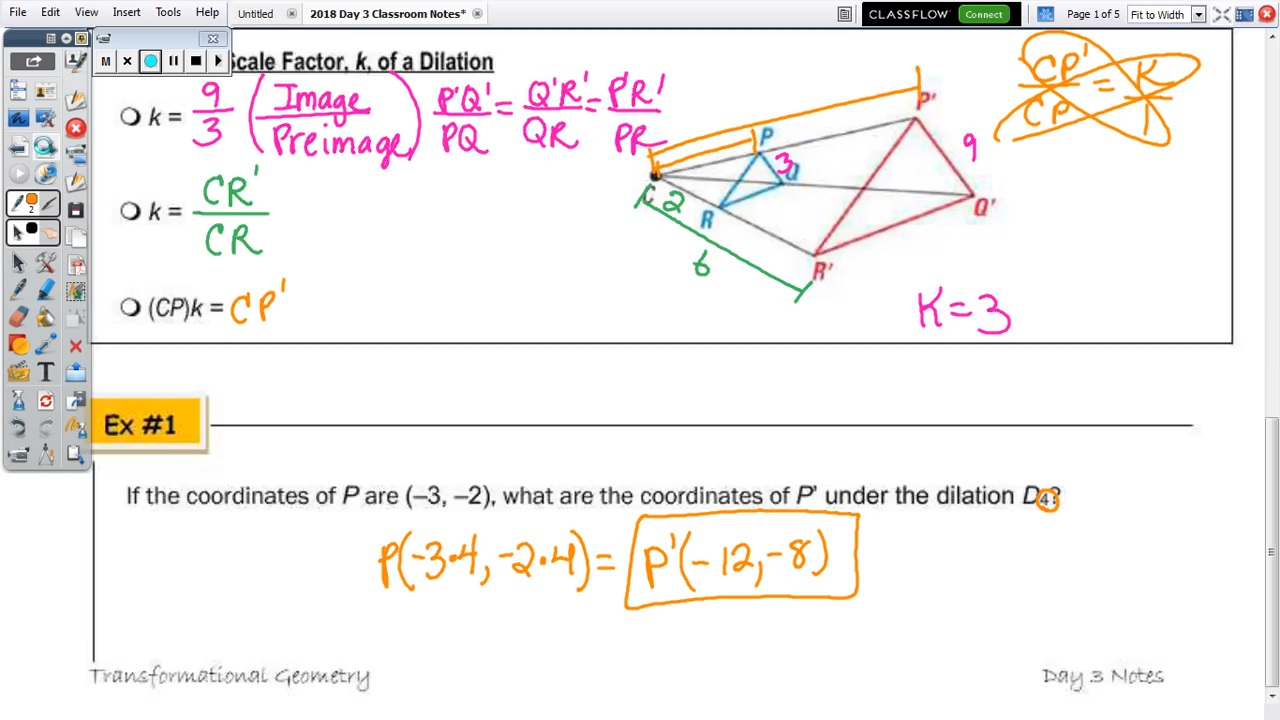 File Edit View Insert Tools Help
Untitled
2018 Day 3 Classroom Notes*
CLASSFLOW Connect
Page 1 of 5
Fit to Width
M
Scale Factor, k, of a Dilation
k = 9/3 (Image/Preimage) P'Q'/PQ = Q'R'/QR = P'R'/PR
CP'/CP = K/1
k = CR'/CR
(CP)k = CP'
P'
P
3
9
Q
C 2
R
Q'
6
R'
K = 3
2
T
Ex #1
If the coordinates of P are (–3, –2), what are the coordinates of P' under the dilation D4?
P(-3·4, -2·4) = P'(-12, -8)
Transformational Geometry
Day 3 Notes